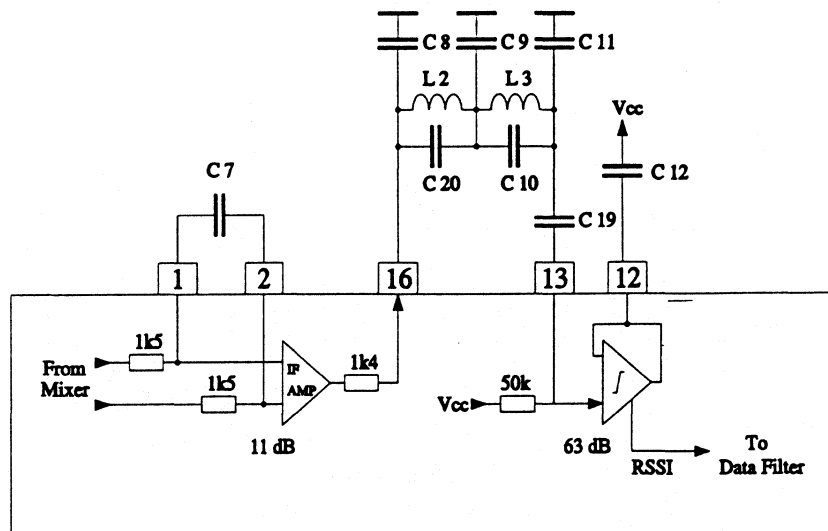 C 8
C 9
C 11
L 2
L 3
Vcc
C 7
C 20
C 10
C 12
C 19
1
2
16
13
12
1k5
From
Mixer
1k5
IF
AMP
1k4
11 dB
50k
Vcc
63 dB
RSSI
To
Data Filter